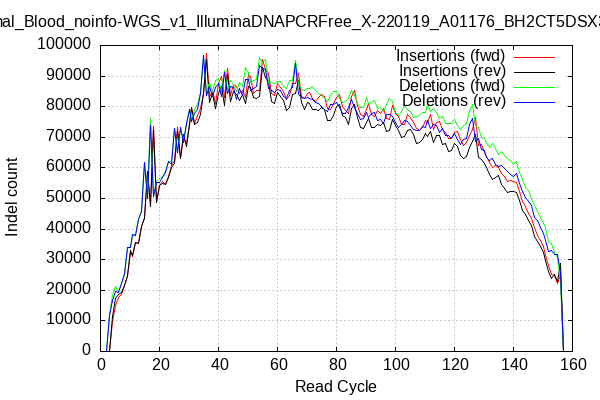 nal_Blood_noinfo-WGS_v1_IlluminaDNAPCRFree_X-220119_A01176_BH2CT5DSX3
100000
90000
80000
70000
60000
50000
40000
30000
20000
10000
0
Indel count
Insertions (fwd)
Insertions (rev)
Deletions (fwd)
Deletions (rev)
0 20 40 60 80 100 120 140 160
Read Cycle